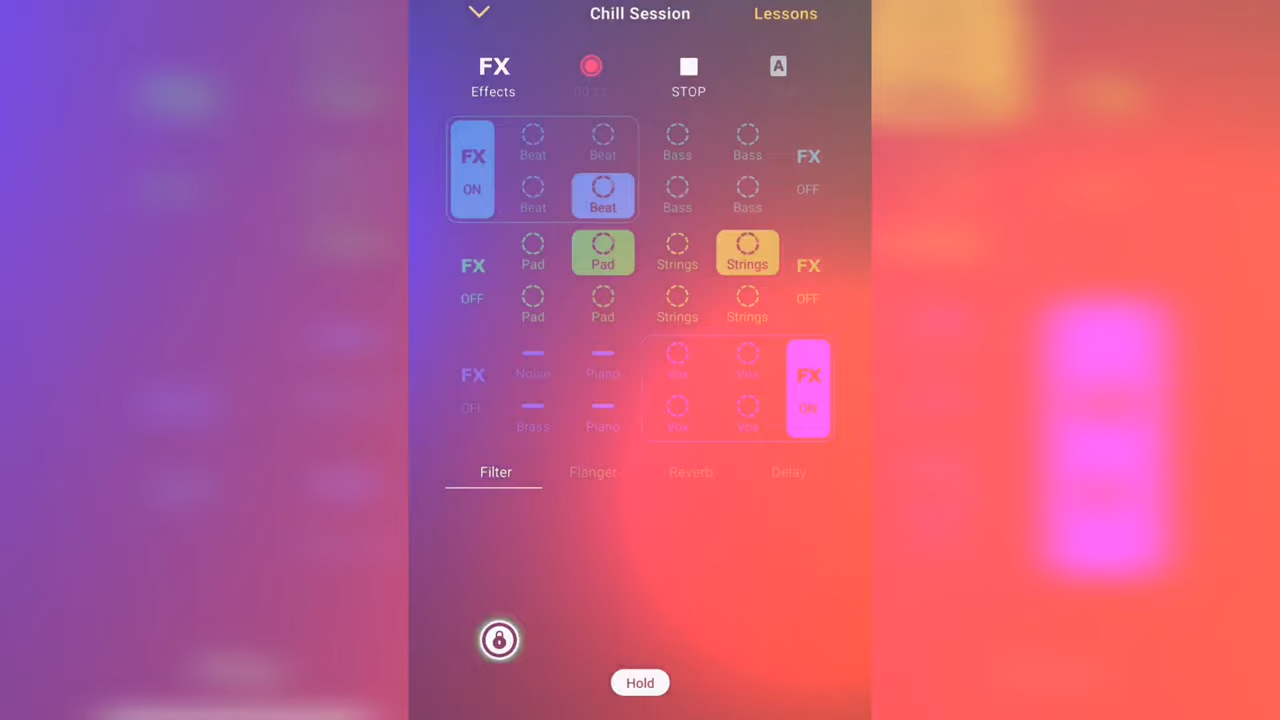 Chill Session Lessons
FX A
Effects 00:21 STOP
Beat Beat Bass Bass
FX FX
ON Beat Beat Bass Bass OFF
Pad Pad Strings Strings
FX FX
OFF Pad Pad Strings Strings OFF
Noise Piano Vox Vox
FX FX
OFF Brass Piano Vox Vox ON
Filter Flanger Reverb Delay
Hold